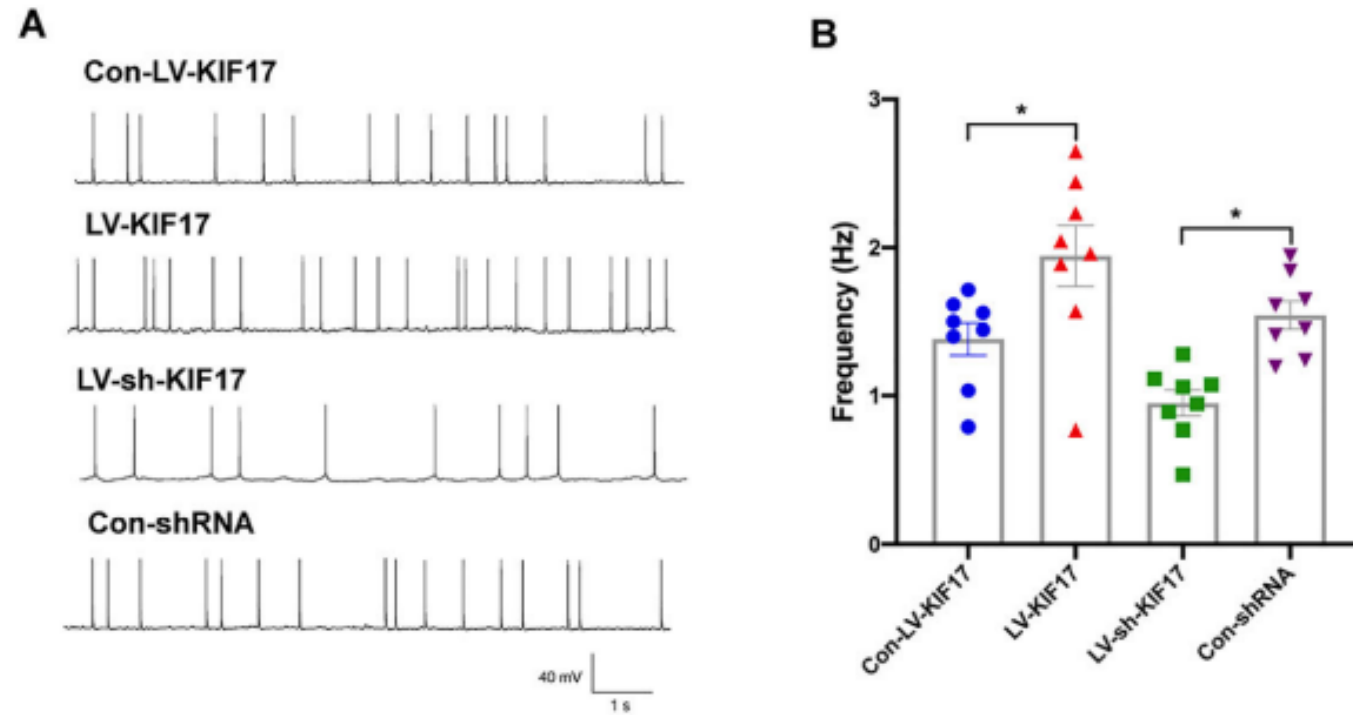 A
Con-LV-KIF17
LV-KIF17
LV-sh-KIF17
Con-shRNA
40 mV
1 s
B
3
2
1
0
Frequency (Hz)
*
*
Con-LV-KIF17
LV-KIF17
LV-sh-KIF17
Con-shRNA